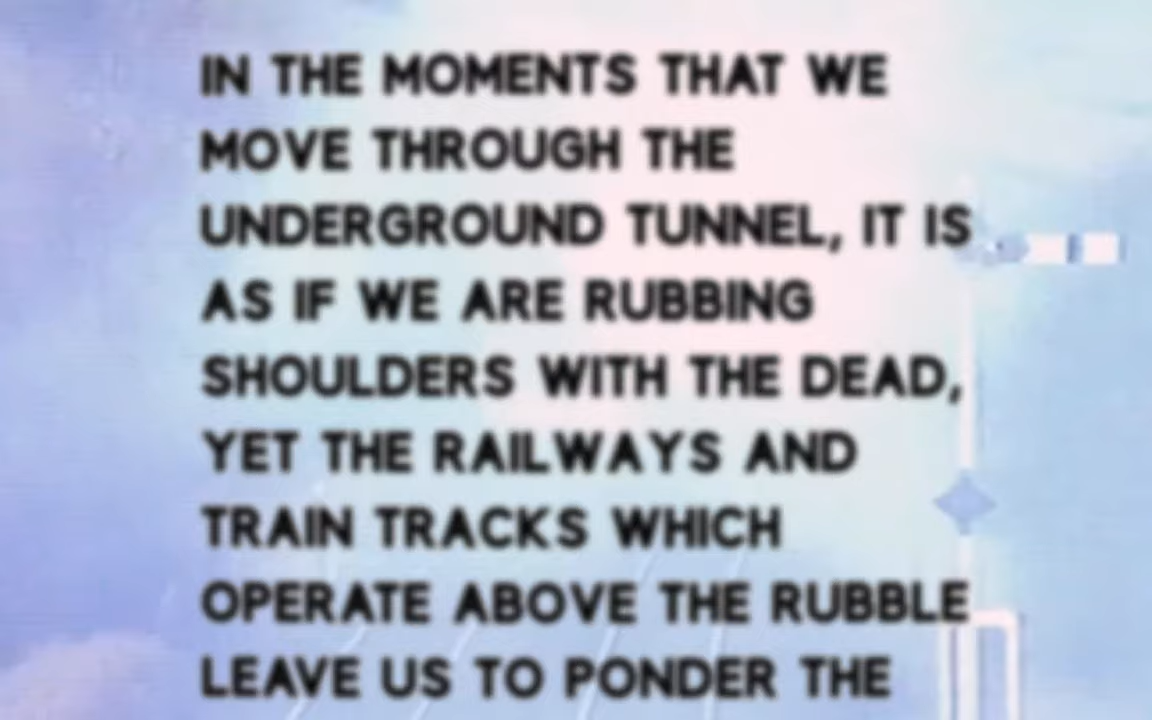 IN THE MOMENTS THAT WE
MOVE THROUGH THE
UNDERGROUND TUNNEL, IT IS
AS IF WE ARE RUBBING
SHOULDERS WITH THE DEAD,
YET THE RAILWAYS AND
TRAIN TRACKS WHICH
OPERATE ABOVE THE RUBBLE
LEAVE US TO PONDER THE